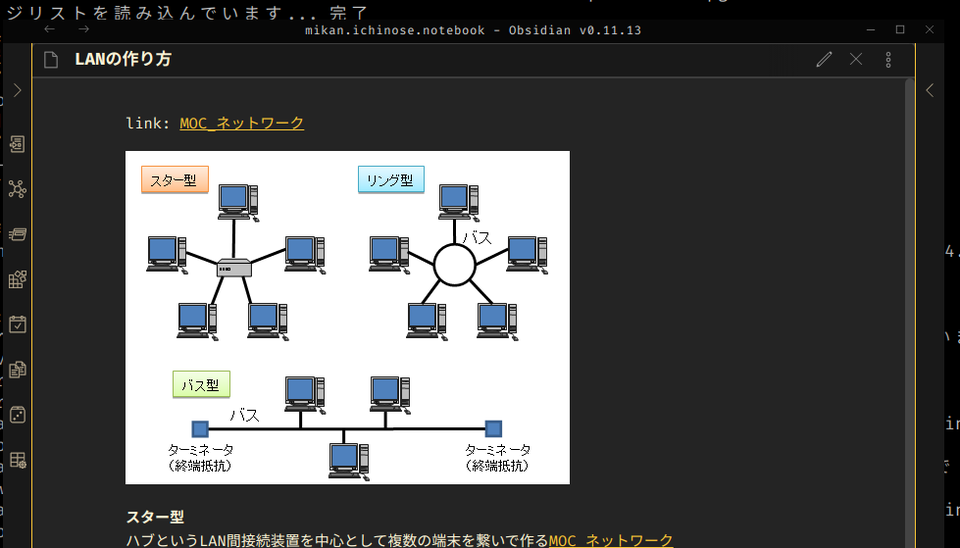 ジリストを読み込んでいます... 完了
mikan.ichinose.notebook - Obsidian v0.11.13
LANの作り方
link: MOC_ネットワーク
スター型
リング型
バス
バス型
バス
ターミネータ
（終端抵抗）
ターミネータ
（終端抵抗）
スター型
ハブというLAN間接続装置を中心として複数の端末を繋いで作るMOC_ネットワーク